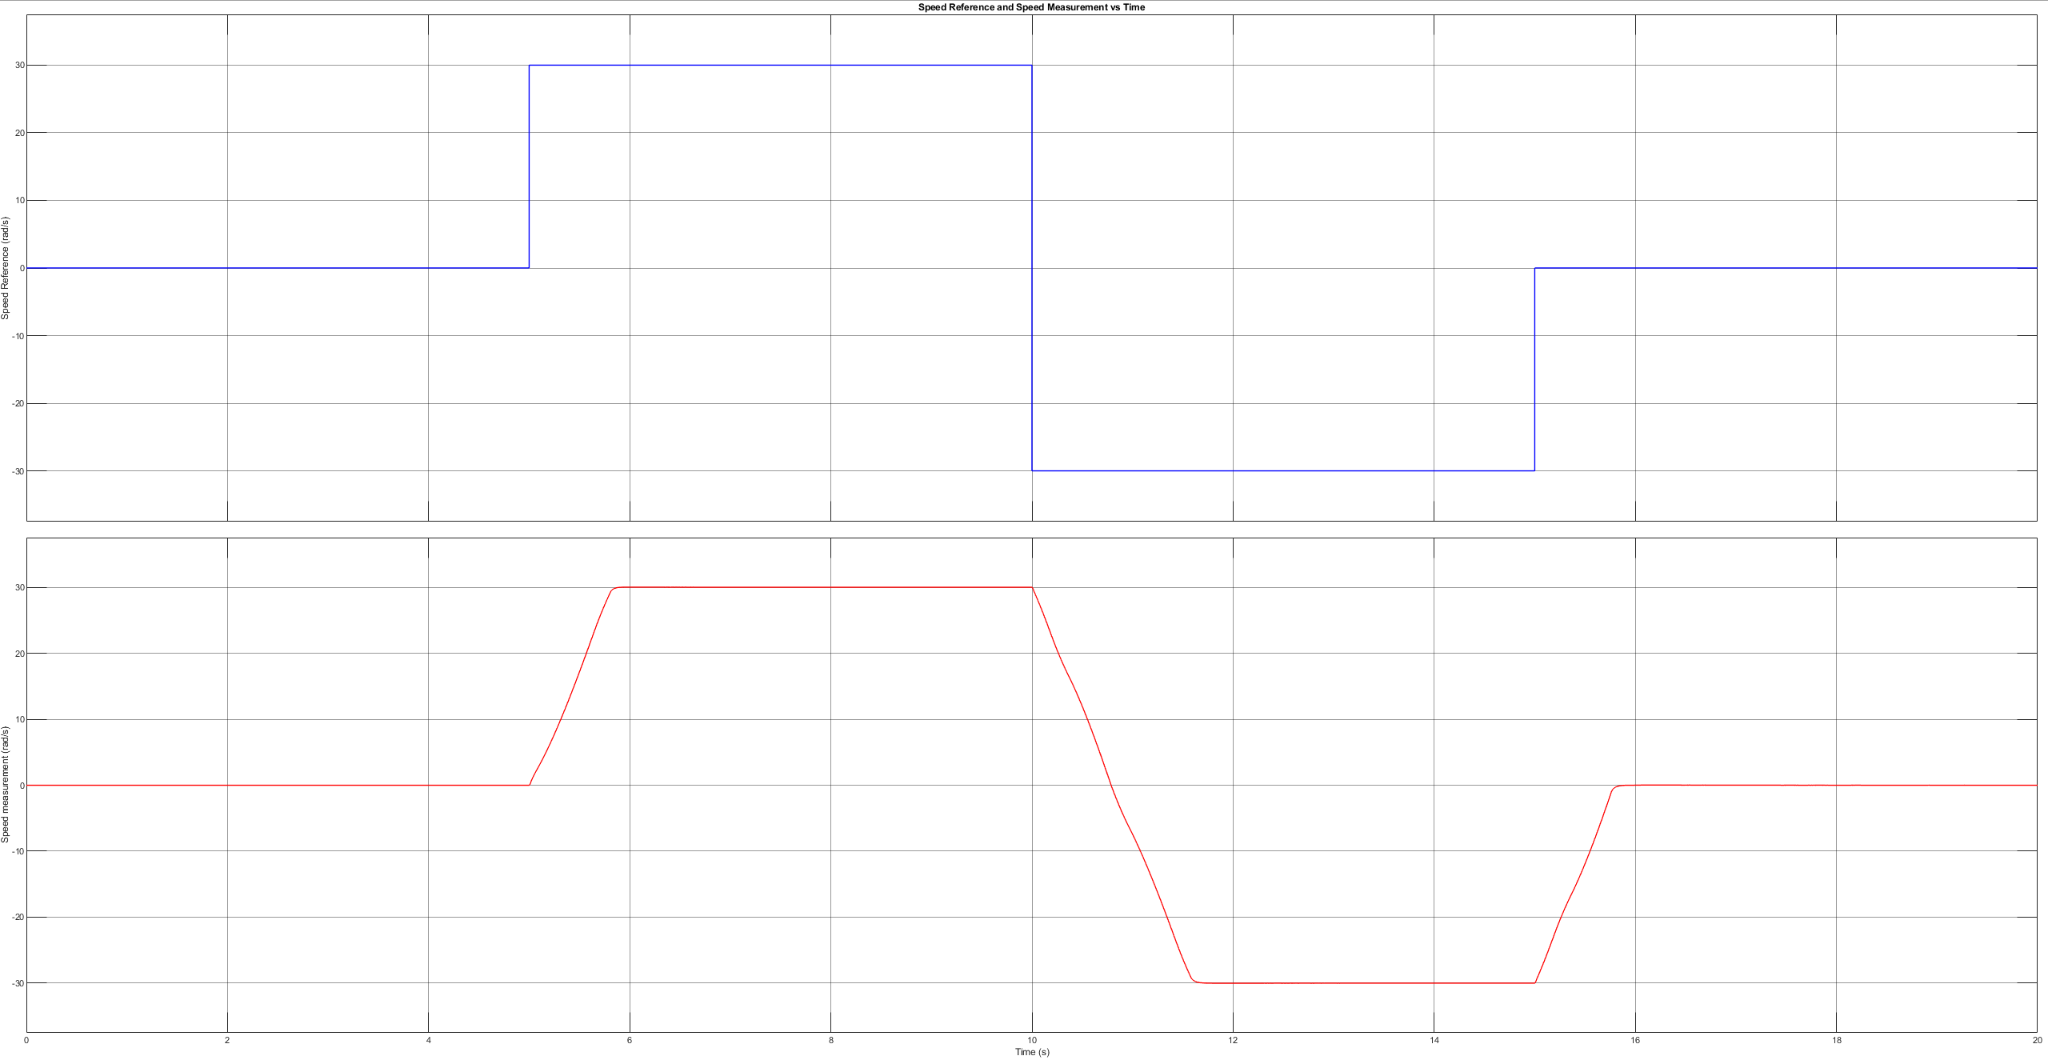 Speed Reference and Speed Measurement vs Time
30
20
10
0
-10
-20
-30
Speed Reference (rad/s)
30
20
10
0
-10
-20
-30
Speed measurement (rad/s)
0 2 4 6 8 10 12 14 16 18 20
Time (s)